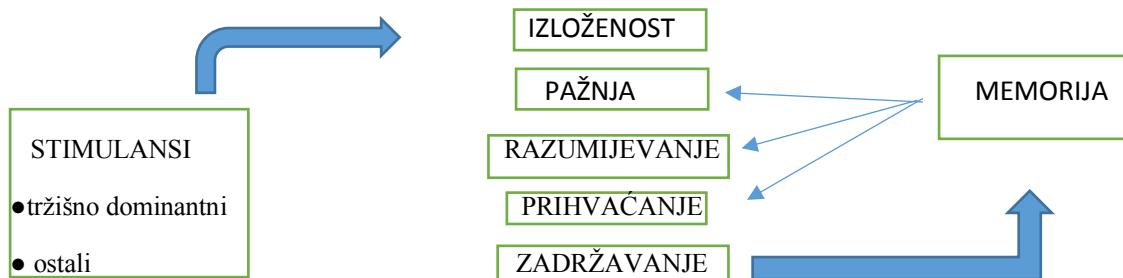 IZLOŽENOST
PAŽNJA
MEMORIJA
STIMULANSI
RAZUMIJEVANJE
●tržišno dominantni
PRIHVAĆANJE
● ostali
ZADRŽAVANJE